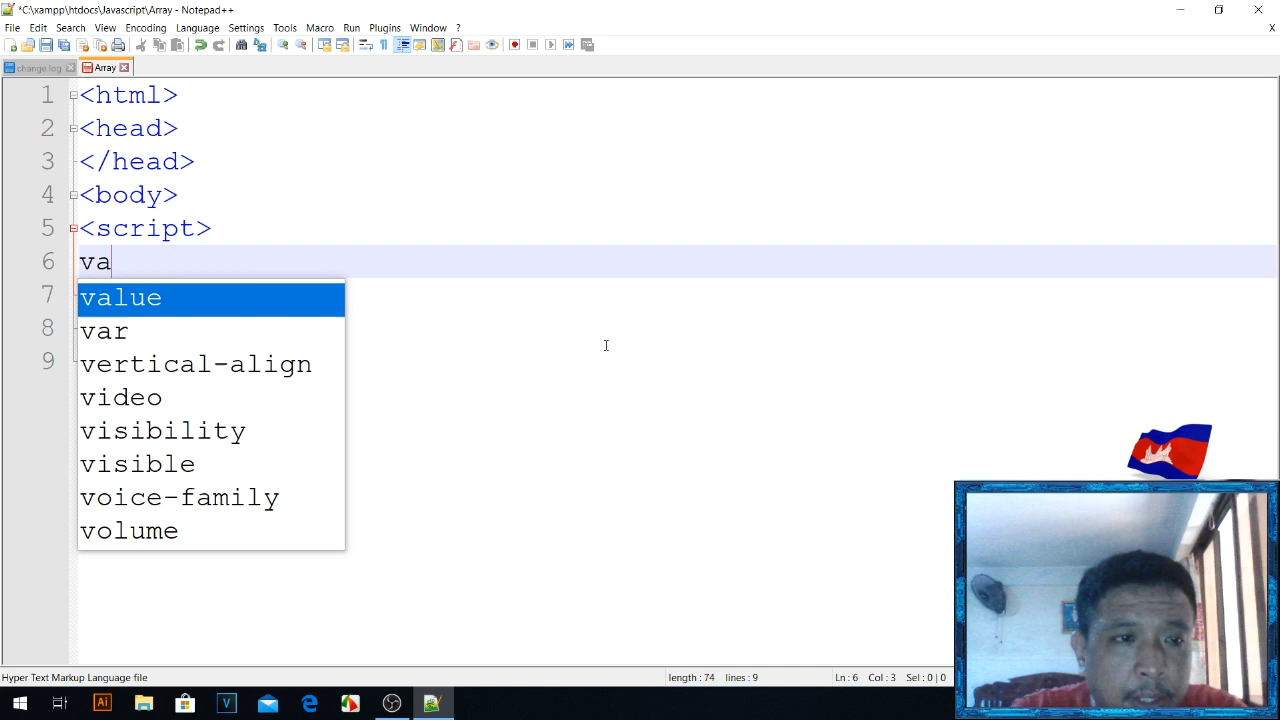 *C:\xampp\htdocs\Javascript\Array - Notepad++
File Edit Search View Encoding Language Settings Tools Macro Run Plugins Window ?
X
change.log Array
1 <html>
2 <head>
3 </head>
4 <body>
5 <script>
6 va
7 value
8 var
vertical-align
9
video
visibility
visible
voice-family
volume
Hyper Text Markup Language file length : 74 lines : 9 Ln : 6 Col : 3 Sel : 0 | 0
Ai V